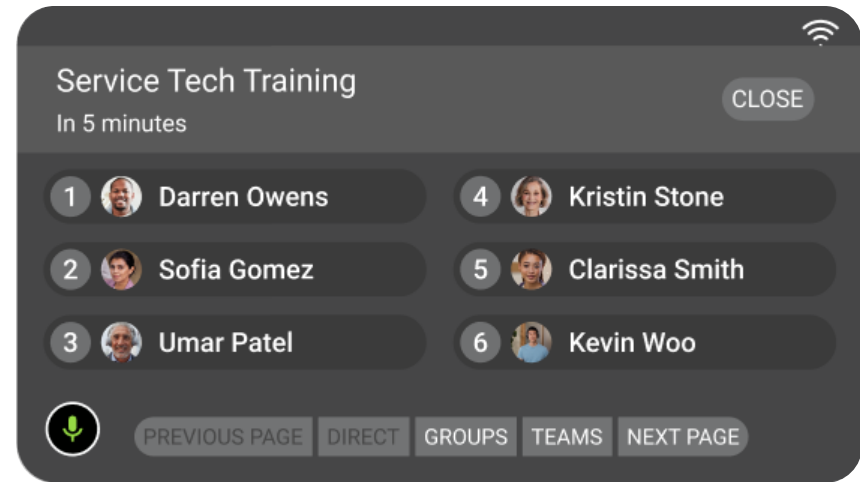 Service Tech Training
In 5 minutes
CLOSE
1 Darren Owens
2 Sofia Gomez
3 Umar Patel
4 Kristin Stone
5 Clarissa Smith
6 Kevin Woo
PREVIOUS PAGE DIRECT GROUPS TEAMS NEXT PAGE